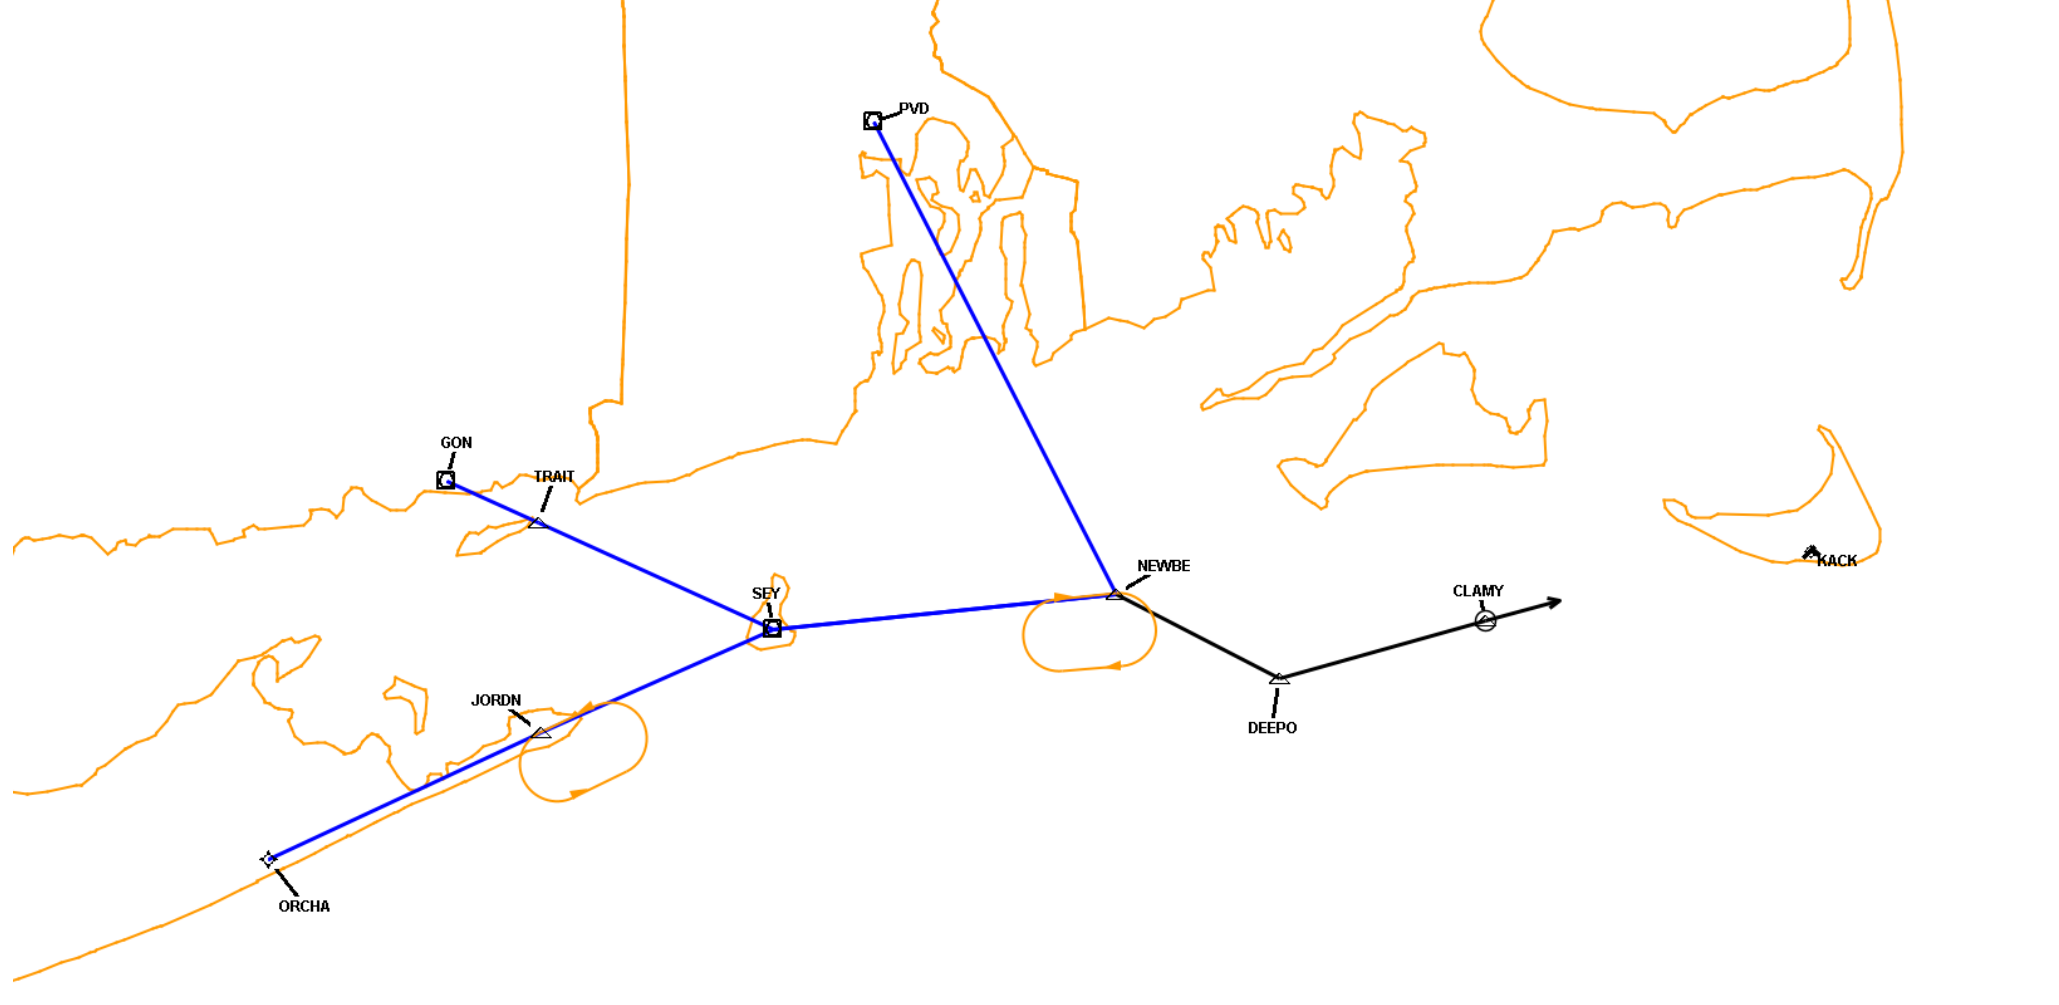 PVD
GON
TRAIT
NEWBE
KACK
SEY
CLAMY
JORDN
DEEPO
ORCHA